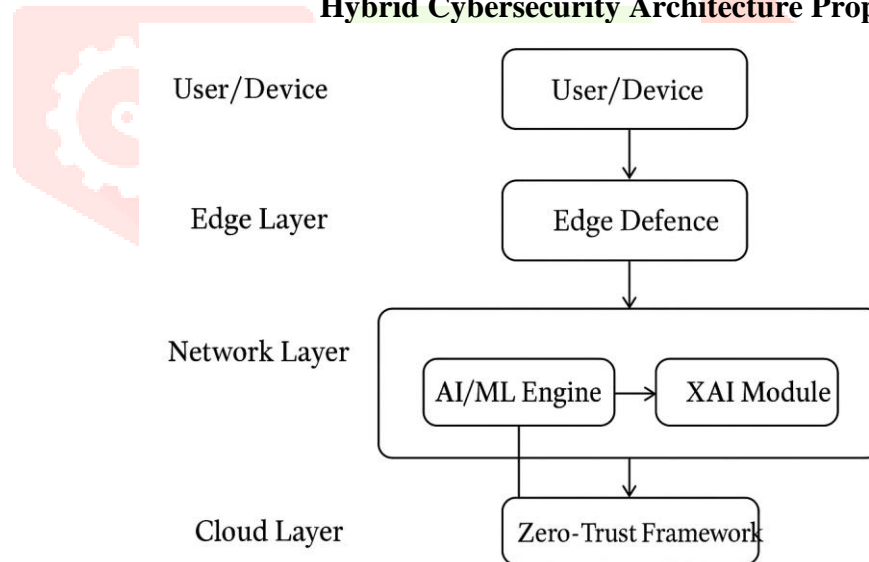 Hybrid Cybersecurity Architecture
User/Device User/Device
Edge Layer Edge Defence
Network Layer
AI/ML Engine XAI Module
Cloud Layer Zero-Trust Framework